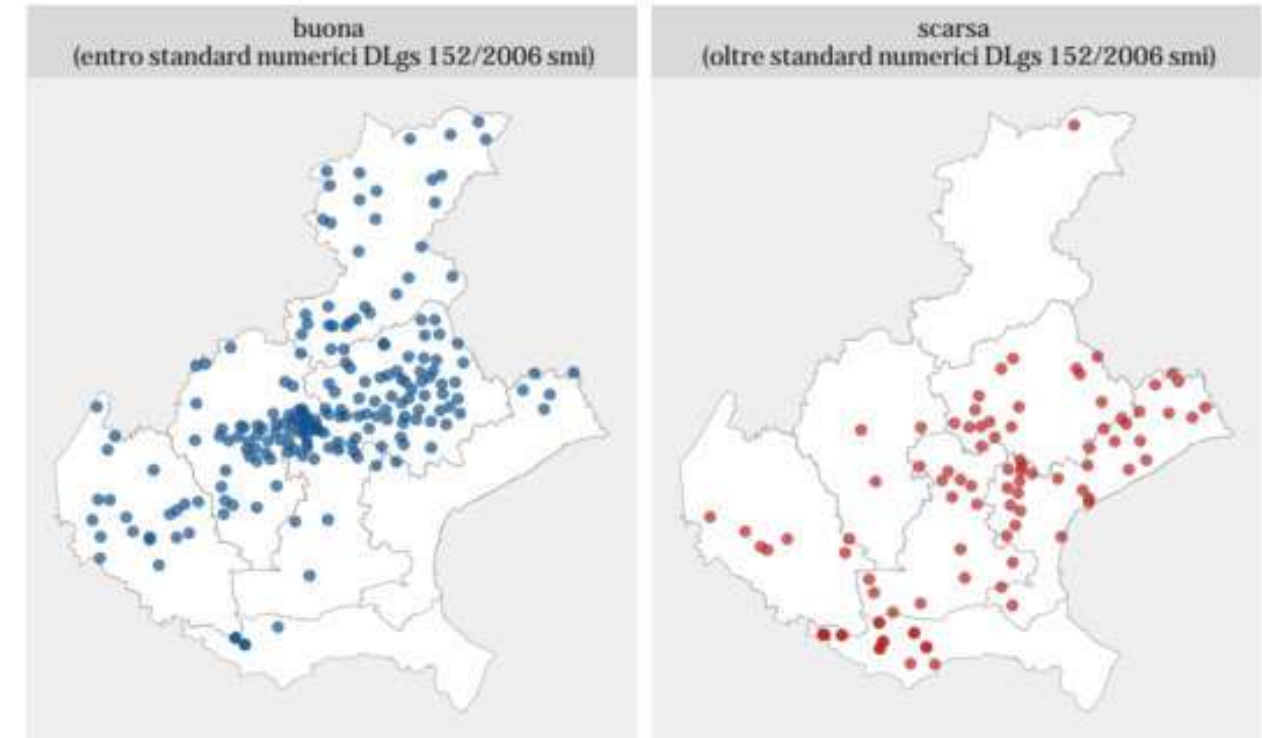 buona
(entro standard numerici DLgs 152/2006 smi)
scarsa
(oltre standard numerici DLgs 152/2006 smi)